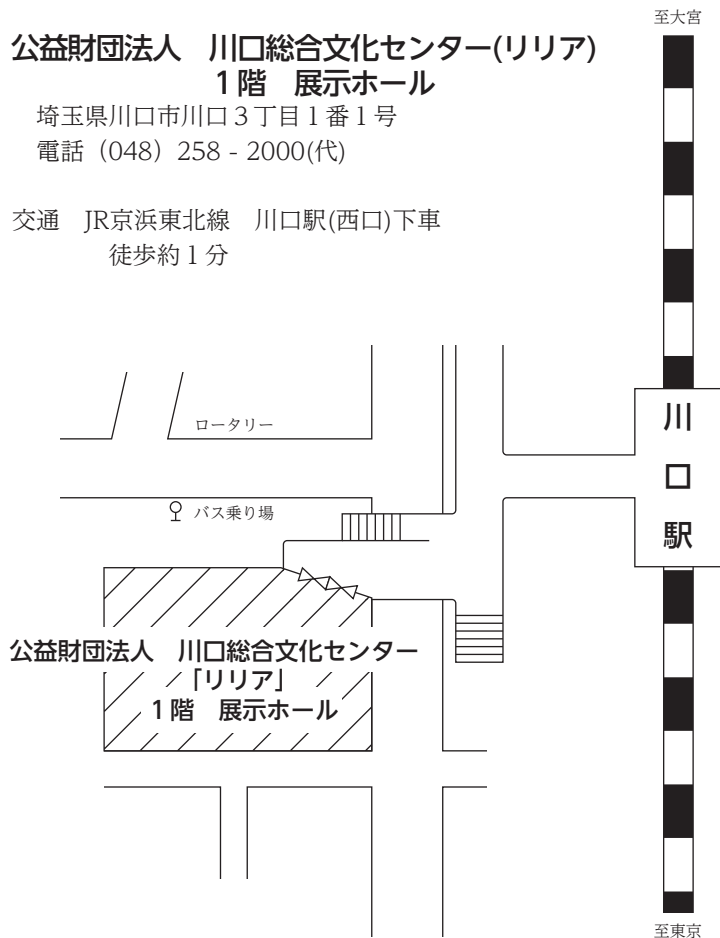 至大宮
公益財団法人　川口総合文化センター(リリア)
１階　展示ホール
埼玉県川口市川口３丁目１番１号
電話（048）258 - 2000(代)
交通　JR京浜東北線　川口駅(西口)下車
徒歩約１分
ロータリー
川口駅
バス乗り場
公益財団法人　川口総合文化センター
「リリア」
１階　展示ホール
至東京